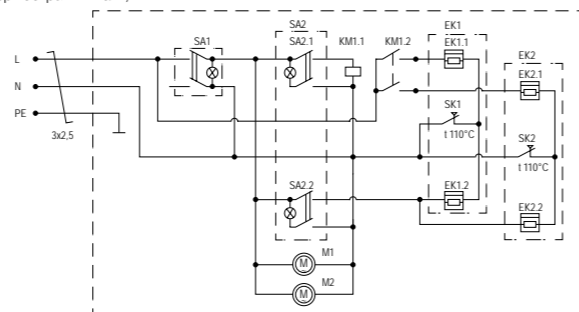 SA1
SA2
SA2.1
KM1.1
KM1.2
EK1
EK1.1
EK2
EK2.1
L
N
PE
3x2,5
SK1
t 110°C
SK2
t 110°C
SA2.2
EK1.2
EK2.2
M1
M
M2
M